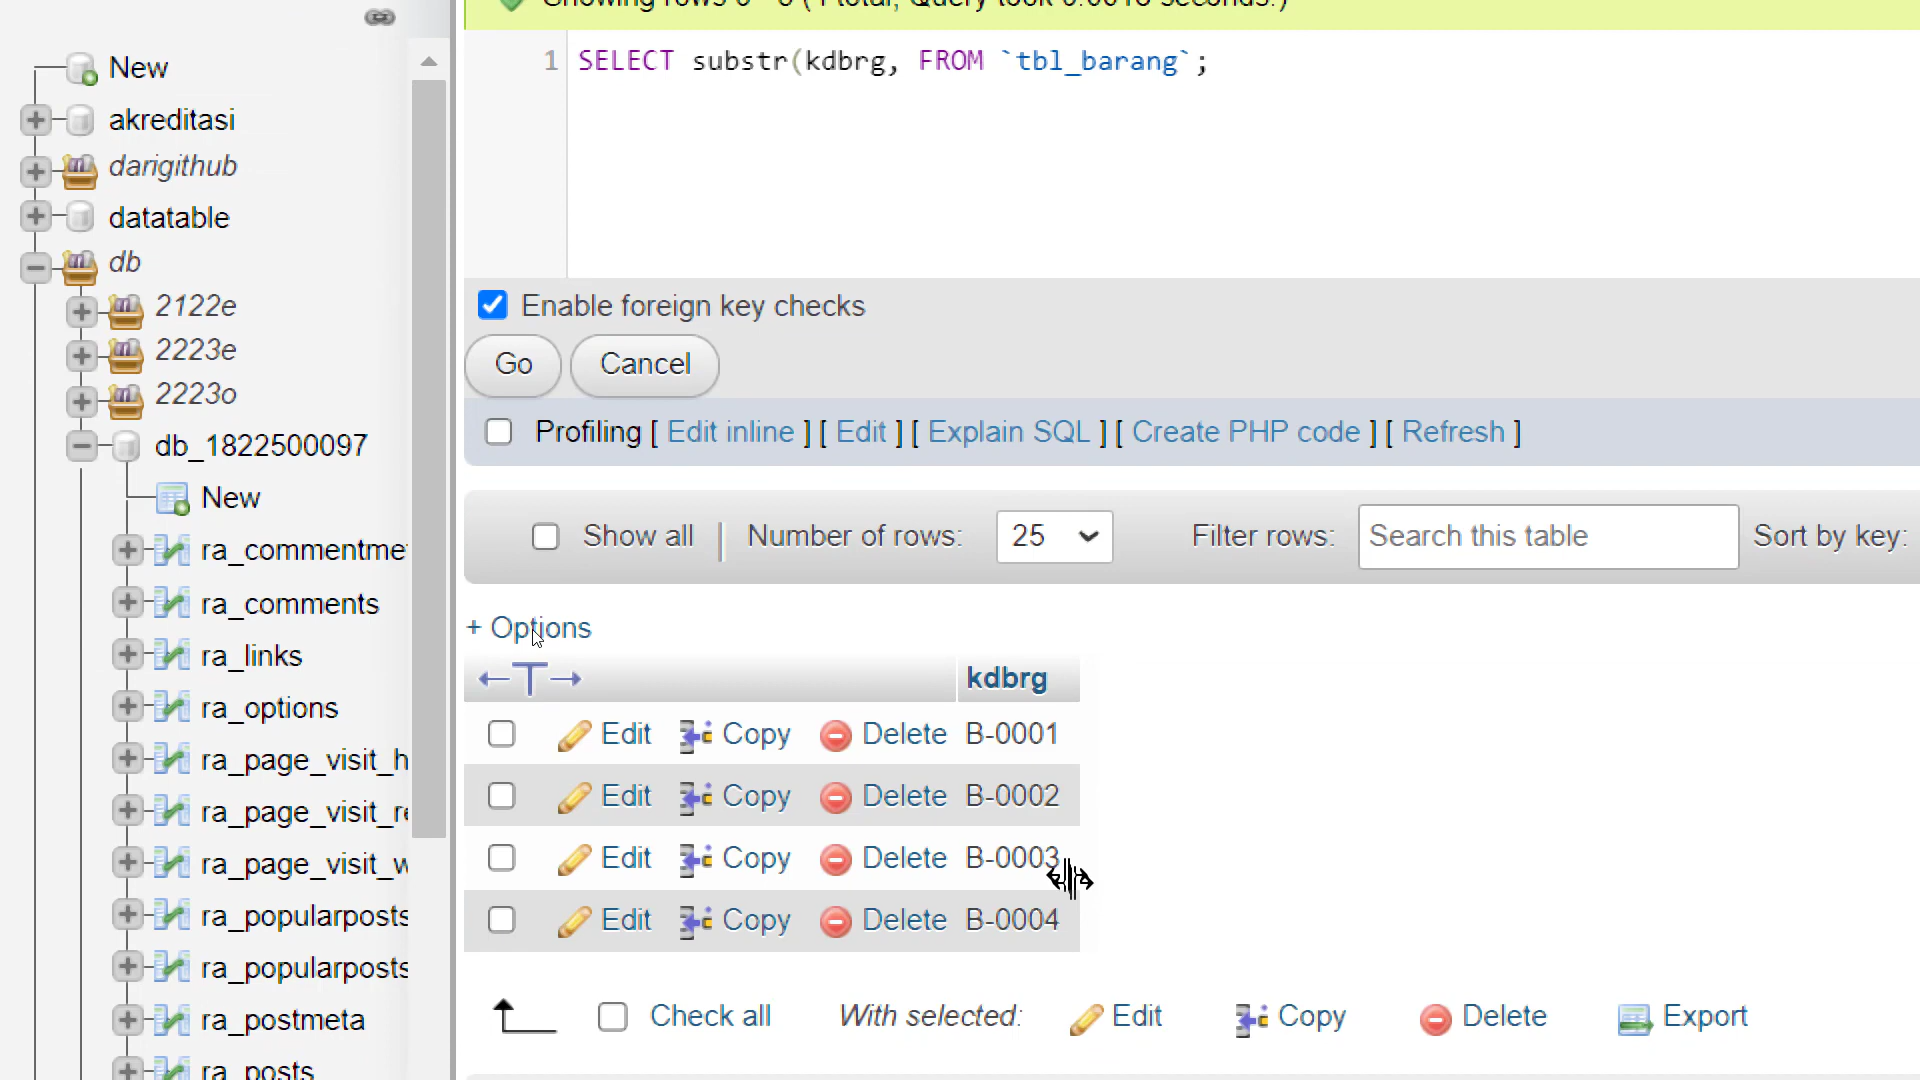 New
akreditasi
darigithub
datatable
db
2122e
2223e
2223o
db_1822500097
New
ra_commentme
ra_comments
ra_links
ra_options
ra_page_visit_h
ra_page_visit_re
ra_page_visit_w
ra_popularposts
ra_popularposts
ra_postmeta
ra_posts
1 SELECT substr(kdbrg, FROM `tbl_barang`;
Enable foreign key checks
Go Cancel
Profiling [ Edit inline ] [ Edit ] [ Explain SQL ] [ Create PHP code ] [ Refresh ]
Show all | Number of rows: 25 Filter rows: Search this table Sort by key:
+ Options
←T→ kdbrg
Edit Copy Delete B-0001
Edit Copy Delete B-0002
Edit Copy Delete B-0003
Edit Copy Delete B-0004
Check all With selected: Edit Copy Delete Export